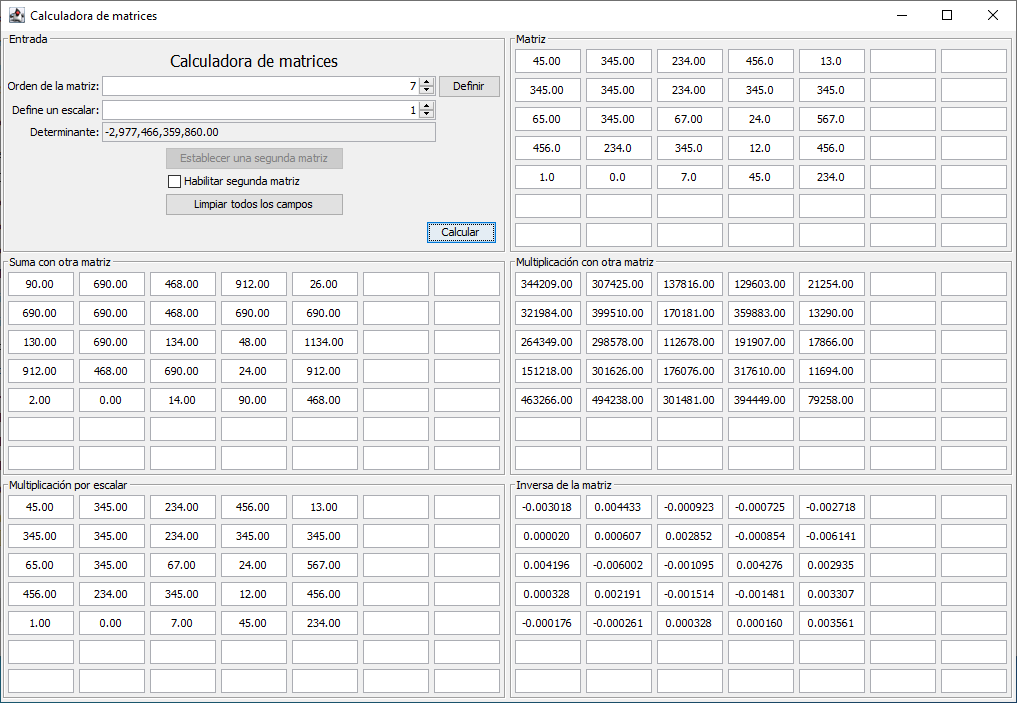 Calculadora de matrices
Entrada
Calculadora de matrices
Orden de la matriz: 7 Definir
Define un escalar: 1
Determinante: -2,977,466,359,860.00
Establecer una segunda matriz
Habilitar segunda matriz
Limpiar todos los campos
Calcular
Matriz
45.00 345.00 234.00 456.0 13.0
345.00 345.00 234.00 345.0 345.0
65.00 345.00 67.00 24.0 567.0
456.0 234.0 345.0 12.0 456.0
1.0 0.0 7.0 45.0 234.0
Suma con otra matriz
90.00 690.00 468.00 912.00 26.00
690.00 690.00 468.00 690.00 690.00
130.00 690.00 134.00 48.00 1134.00
912.00 468.00 690.00 24.00 912.00
2.00 0.00 14.00 90.00 468.00
Multiplicación con otra matriz
344209.00 307425.00 137816.00 129603.00 21254.00
321984.00 399510.00 170181.00 359883.00 13290.00
264349.00 298578.00 112678.00 191907.00 17866.00
151218.00 301626.00 176076.00 317610.00 11694.00
463266.00 494238.00 301481.00 394449.00 79258.00
Multiplicación por escalar
45.00 345.00 234.00 456.00 13.00
345.00 345.00 234.00 345.00 345.00
65.00 345.00 67.00 24.00 567.00
456.00 234.00 345.00 12.00 456.00
1.00 0.00 7.00 45.00 234.00
Inversa de la matriz
-0.003018 0.004433 -0.000923 -0.000725 -0.002718
0.000020 0.000607 0.002852 -0.000854 -0.006141
0.004196 -0.006002 -0.001095 0.004276 0.002935
0.000328 0.002191 -0.001514 -0.001481 0.003307
-0.000176 -0.000261 0.000328 0.000160 0.003561